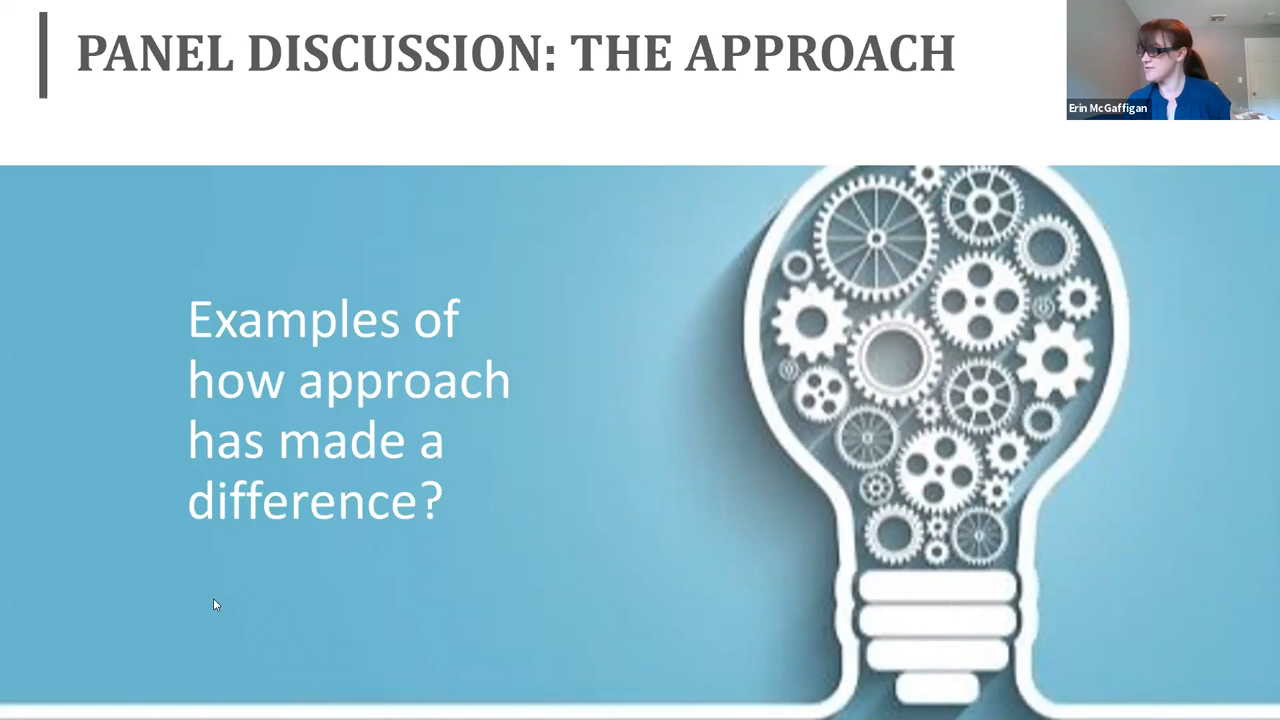 PANEL DISCUSSION: THE APPROACH
Erin McGaffigan
Examples of
how approach
has made a
difference?